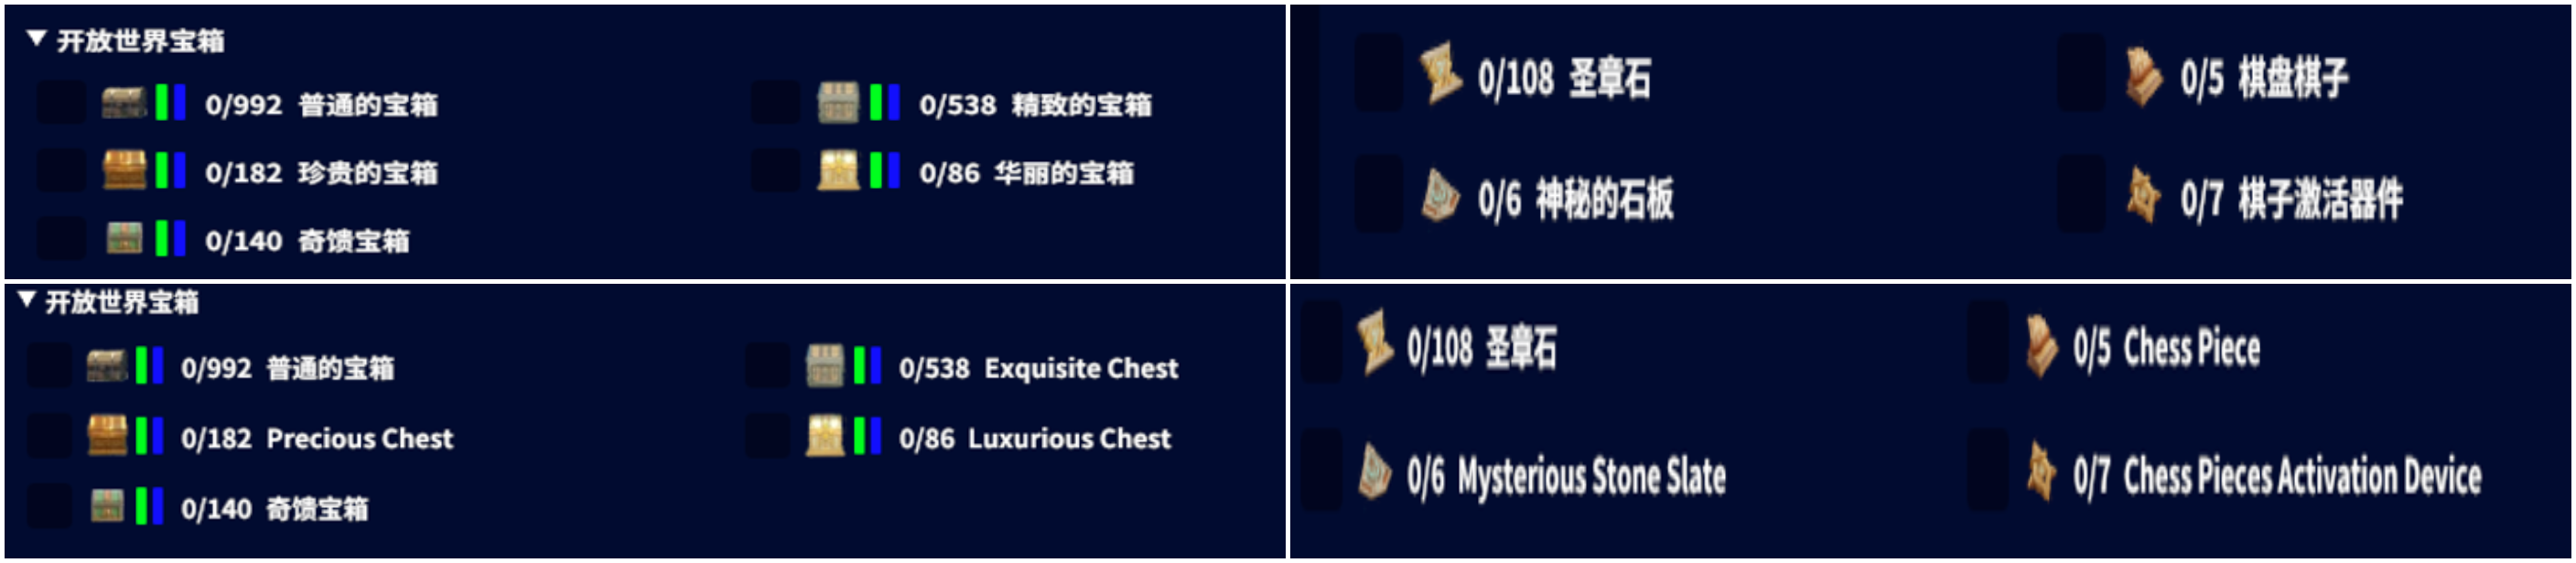 ▼ 开放世界宝箱
0/992 普通的宝箱
0/538 精致的宝箱
0/182 珍贵的宝箱
0/86 华丽的宝箱
0/140 奇馈宝箱
0/108 圣章石
0/5 棋盘棋子
0/6 神秘的石板
0/7 棋子激活器件
▼ 开放世界宝箱
0/992 普通的宝箱
0/538 Exquisite Chest
0/182 Precious Chest
0/86 Luxurious Chest
0/140 奇馈宝箱
0/108 圣章石
0/5 Chess Piece
0/6 Mysterious Stone Slate
0/7 Chess Pieces Activation Device